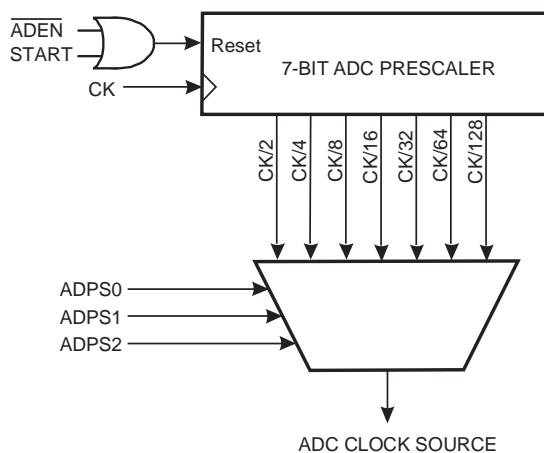 ADEN
START
Reset
7-BIT ADC PRESCALER
CK
CK/2
CK/4
CK/8
CK/16
CK/32
CK/64
CK/128
ADPS0
ADPS1
ADPS2
ADC CLOCK SOURCE